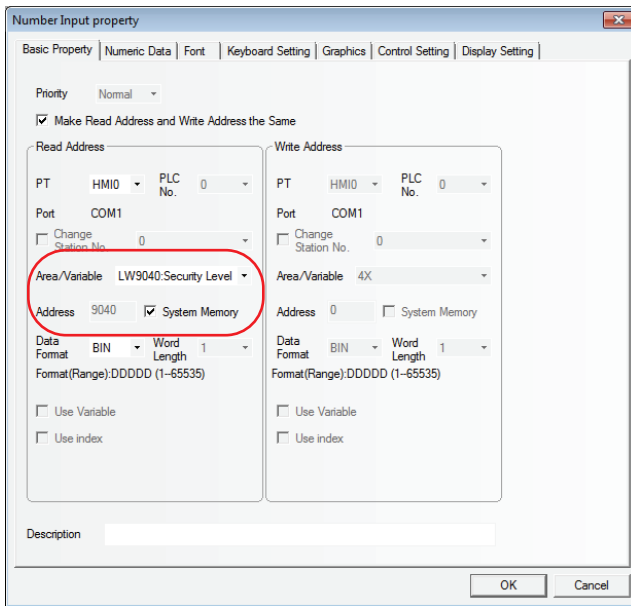 Number Input property
Basic Property Numeric Data Font Keyboard Setting Graphics Control Setting Display Setting
Priority Normal
Make Read Address and Write Address the Same
Read Address
PT HMI0 PLC No. 0
Port COM1
Change Station No. 0
Area/Variable LW9040:Security Level
Address 9040 System Memory
Data Format BIN Word Length 1
Format(Range):DDDDD (1--65535)
Use Variable
Use index
Write Address
PT HMI0 PLC No. 0
Port COM1
Change Station No. 0
Area/Variable 4X
Address 0 System Memory
Data Format BIN Word Length 1
Format(Range):DDDDD (1--65535)
Use Variable
Use index
Description
OK Cancel